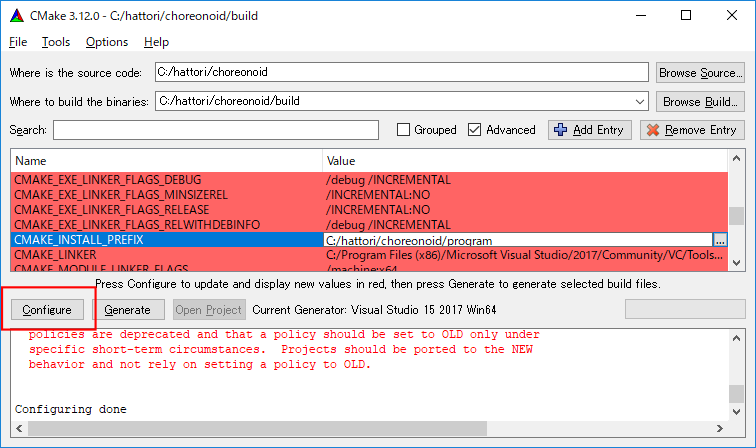 CMake 3.12.0 - C:/hattori/choreonoid/build
File Tools Options Help
Where is the source code: C:/hattori/choreonoid Browse Source...
Where to build the binaries: C:/hattori/choreonoid/build Browse Build...
Search: Grouped Advanced Add Entry Remove Entry
Name Value
CMAKE_EXE_LINKER_FLAGS_DEBUG /debug /INCREMENTAL
CMAKE_EXE_LINKER_FLAGS_MINSIZEREL /INCREMENTAL:NO
CMAKE_EXE_LINKER_FLAGS_RELEASE /INCREMENTAL:NO
CMAKE_EXE_LINKER_FLAGS_RELWITHDEBINFO /debug /INCREMENTAL
CMAKE_INSTALL_PREFIX C:/hattori/choreonoid/program ...
CMAKE_LINKER C:/Program Files (x86)/Microsoft Visual Studio/2017/Community/VC/Tools...
CMAKE_MODULE_LINKER_FLAGS /machine:x64
Press Configure to update and display new values in red, then press Generate to generate selected build files.
Configure Generate Open Project Current Generator: Visual Studio 15 2017 Win64
policies are deprecated and that a policy should be set to OLD only under
specific short-term circumstances. Projects should be ported to the NEW
behavior and not rely on setting a policy to OLD.
Configuring done